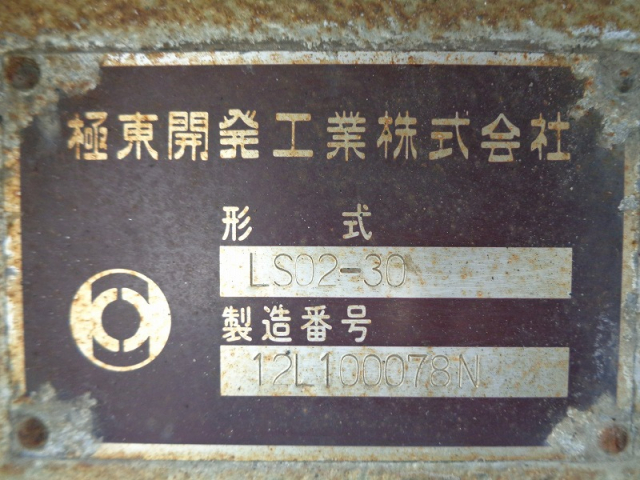 極東開発工業株式会社
形 式
LS02-30
製造番号
12L100078N